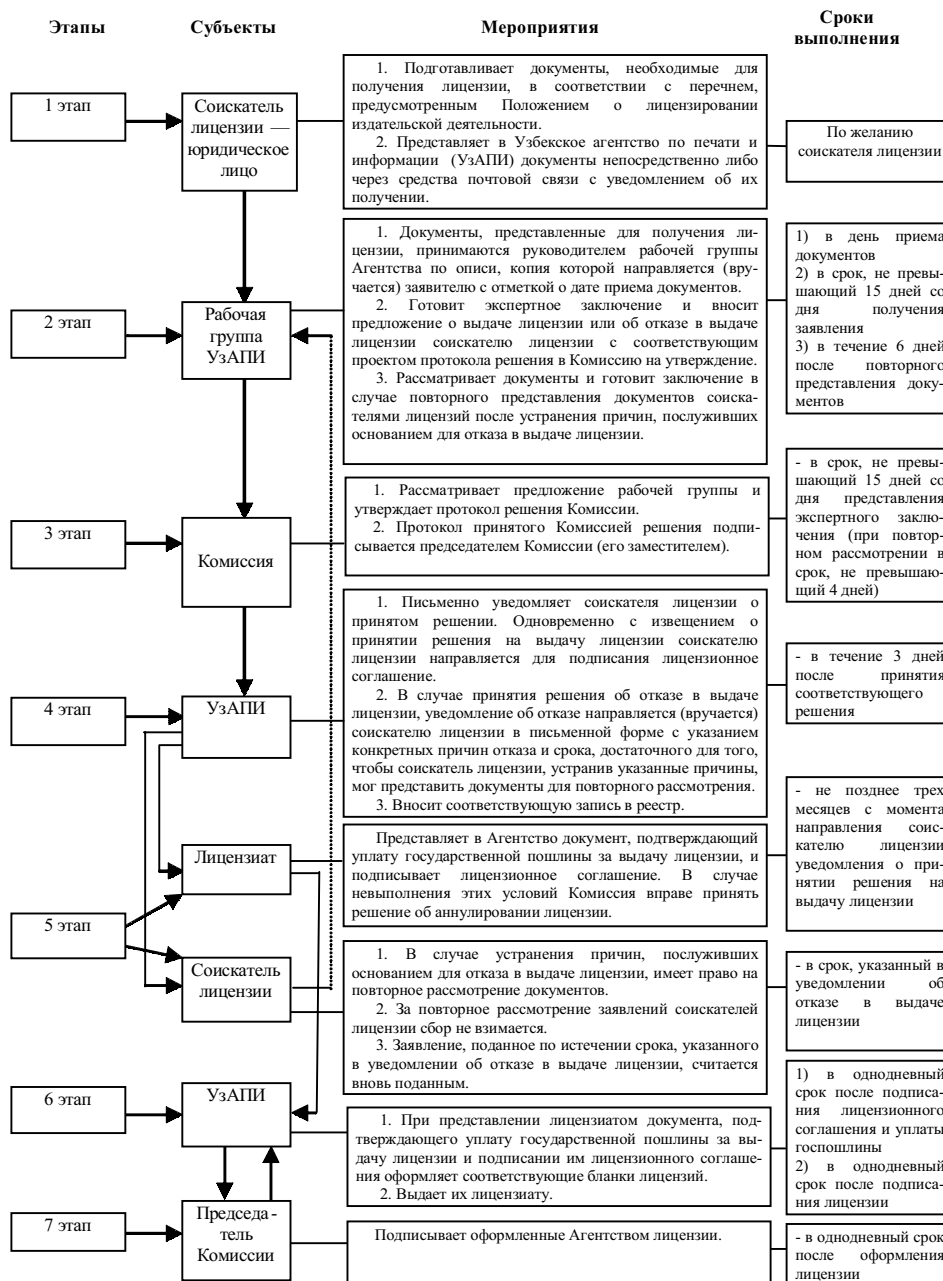 Этапы
Субъекты
Мероприятия
Сроки
выполнения
1 этап
Соискатель
лицензии —
юридическое
лицо
1. Подготавливает документы, необходимые для
получения лицензии, в соответствии с перечнем,
предусмотренным Положением о лицензировании
издательской деятельности.
2. Представляет в Узбекское агентство по печати и
информации (УзАПИ) документы непосредственно либо
через средства почтовой связи с уведомлением об их
получении.
По желанию
соискателя лицензии
2 этап
Рабочая
группа
УзАПИ
1. Документы, представленные для получения ли-
цензии, принимаются руководителем рабочей группы
Агентства по описи, копия которой направляется (вру-
чается) заявителю с отметкой о дате приема документов.
2. Готовит экспертное заключение и вносит
предложение о выдаче лицензии или об отказе в выдаче
лицензии соискателю лицензии с соответствующим
проектом протокола решения в Комиссию на утверждение.
3. Рассматривает документы и готовит заключение в
случае повторного представления документов соиска-
телями лицензий после устранения причин, послуживших
основанием для отказа в выдаче лицензии.
1) в день приема
документов
2) в срок, не превы-
шающий 15 дней со
дня получения
заявления
3) в течение 6 дней
после повторного
представления доку-
ментов
3 этап
Комиссия
1. Рассматривает предложение рабочей группы и
утверждает протокол решения Комиссии.
2. Протокол принятого Комиссией решения подпи-
сывается председателем Комиссии (его заместителем).
- в срок, не превы-
шающий 15 дней со
дня представления
экспертного заклю-
чения (при повтор-
ном рассмотрении в
срок, не превышаю-
щий 4 дней)
4 этап
УзАПИ
1. Письменно уведомляет соискателя лицензии о
принятом решении. Одновременно с извещением о
принятии решения на выдачу лицензии соискателю
лицензии направляется для подписания лицензионное
соглашение.
2. В случае принятия решения об отказе в выдаче
лицензии, уведомление об отказе направляется (вручается)
соискателю лицензии в письменной форме с указанием
конкретных причин отказа и срока, достаточного для того,
чтобы соискатель лицензии, устранив указанные причины,
мог представить документы для повторного рассмотрения.
3. Вносит соответствующую запись в реестр.
- в течение 3 дней
после принятия
соответствующего
решения
5 этап
Лицензиат
Представляет в Агентство документ, подтверждающий
уплату государственной пошлины за выдачу лицензии, и
подписывает лицензионное соглашение. В случае
невыполнения этих условий Комиссия вправе принять
решение об аннулировании лицензии.
- не позднее трех
месяцев с момента
направления соис-
кателю лицензии
уведомления о при-
нятии решения на
выдачу лицензии
Соискатель
лицензии
1. В случае устранения причин, послуживших
основанием для отказа в выдаче лицензии, имеет право на
повторное рассмотрение документов.
2. За повторное рассмотрение заявлений соискателей
лицензии сбор не взимается.
3. Заявление, поданное по истечении срока, указанного
в уведомлении об отказе в выдаче лицензии, считается
вновь поданным.
- в срок, указанный в
уведомлении об
отказе в выдаче
лицензии
6 этап
УзАПИ
1. При представлении лицензиатом документа, под-
тверждающего уплату государственной пошлины за вы-
дачу лицензии и подписании им лицензионного соглаше-
ния оформляет соответствующие бланки лицензий.
2. Выдает их лицензиату.
1) в однодневный
срок после подписа-
ния лицензионного
соглашения и уплаты
госпошлины
2) в однодневный
срок после подписа-
ния лицензии
7 этап
Председа-
тель
Комиссии
Подписывает оформленные Агентством лицензии.
- в однодневный срок
после оформления
лицензии